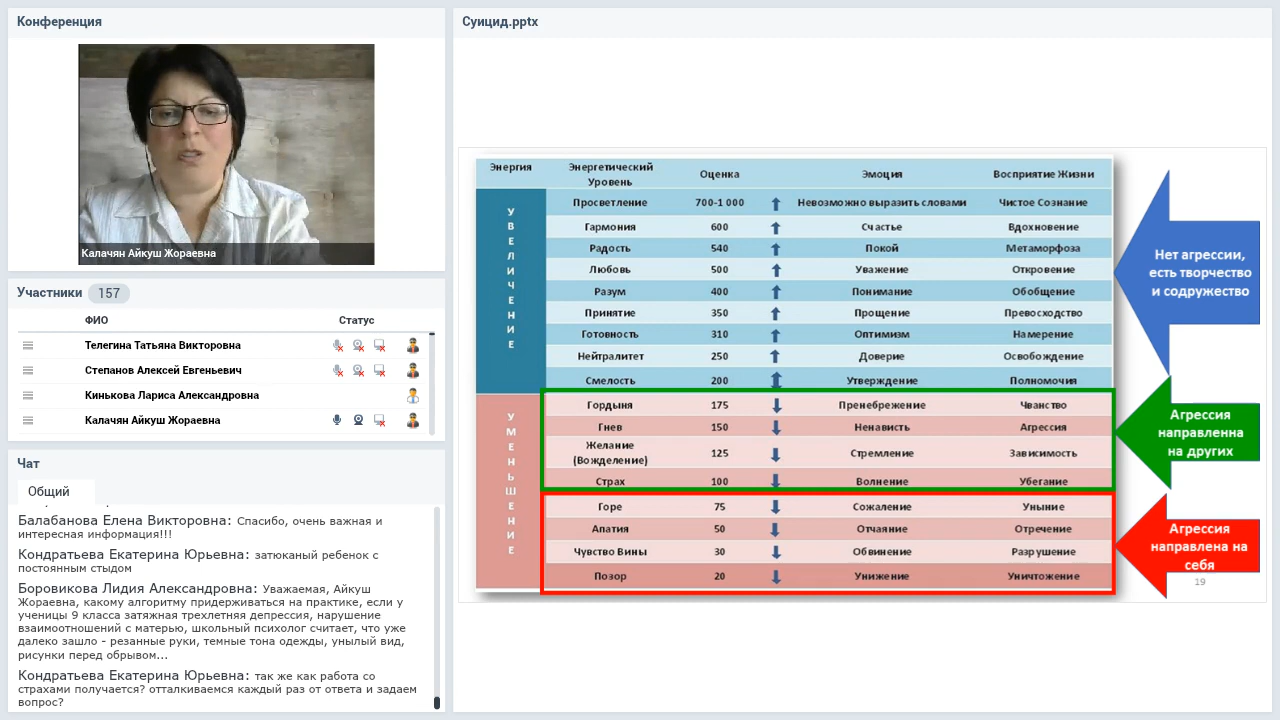 Конференция
Калачян Айкуш Жораевна
Участники 157
ФИО Статус
Телегина Татьяна Викторовна
Степанов Алексей Евгеньевич
Кинькова Лариса Александровна
Калачян Айкуш Жораевна
Чат
Общий
Балабанова Елена Викторовна: Спасибо, очень важная и
интересная информация!!!
Кондратьева Екатерина Юрьевна: затюканый ребенок с
постоянным стыдом
Боровикова Лидия Александровна: Уважаемая, Айкуш
Жораевна, какому алгоритму придерживаться на практике, если у
ученицы 9 класса затяжная трехлетняя депрессия, нарушение
взаимоотношений с матерью, школьный психолог считает, что уже
далеко зашло - резанные руки, темные тона одежды, унылый вид,
рисунки перед обрывом...
Кондратьева Екатерина Юрьевна: так же как работа со
страхами получается? отталкиваемся каждый раз от ответа и задаем
вопрос?
Суицид.pptx
Энергия Энергетический Уровень Оценка Эмоция Восприятие Жизни
УВЕЛИЧЕНИЕ
Просветление 700-1 000 Невозможно выразить словами Чистое Сознание
Гармония 600 Счастье Вдохновение
Радость 540 Покой Метаморфоза
Любовь 500 Уважение Откровение
Разум 400 Понимание Обобщение
Принятие 350 Прощение Превосходство
Готовность 310 Оптимизм Намерение
Нейтралитет 250 Доверие Освобождение
Смелость 200 Утверждение Полномочия
УМЕНЬШЕНИЕ
Гордыня 175 Пренебрежение Чванство
Гнев 150 Ненависть Агрессия
Желание (Вожделение) 125 Стремление Зависимость
Страх 100 Волнение Убегание
Горе 75 Сожаление Уныние
Апатия 50 Отчаяние Отречение
Чувство Вины 30 Обвинение Разрушение
Позор 20 Унижение Уничтожение
Нет агрессии,
есть творчество
и содружество
Агрессия
направленна
на других
Агрессия
направлена на
себя
19